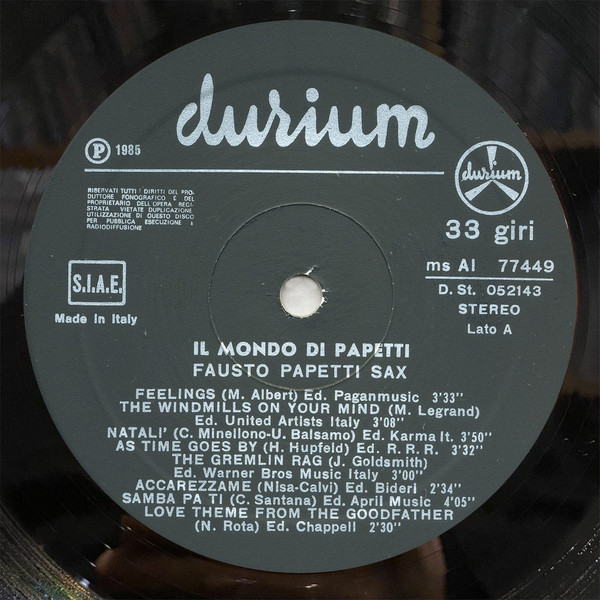 durium
Ⓟ 1985
durium
RISERVATI TUTTI I DIRITTI DEL PRO-
DUTTORE FONOGRAFICO E DEL
PROPRIETARIO DELL'OPERA REGI-
STRATA VIETATE DUPLICAZIONE
UTILIZZAZIONE DI QUESTO DISCO
PER PUBBLICA ESECUZIONE E
RADIODIFFUSIONE
33 giri
S.I.A.E.
Made in Italy
ms AI 77449
D. St. 052143
STEREO
Lato A
IL MONDO DI PAPETTI
FAUSTO PAPETTI SAX
FEELINGS (M. Albert) Ed. Paganmusic 3'33"
THE WINDMILLS ON YOUR MIND (M. Legrand)
Ed. United Artists Italy 3'08"
NATALI' (C. Minellono-U. Balsamo) Ed. Karma It. 3'50"
AS TIME GOES BY (H. Hupfeld) Ed. R. R. R. 3'32"
THE GREMLIN RAG (J. Goldsmith)
Ed. Warner Bros Music Italy 3'00"
ACCAREZZAME (Nisa-Calvi) Ed. Bideri 2'34"
SAMBA PA TI (C. Santana) Ed. April Music 4'05"
LOVE THEME FROM THE GOODFATHER
(N. Rota) Ed. Chappell 2'30"